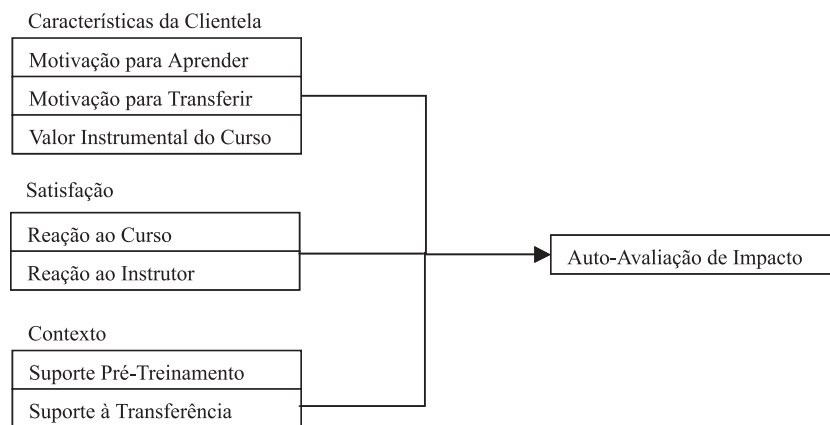 Características da Clientela
Motivação para Aprender
Motivação para Transferir
Valor Instrumental do Curso
Satisfação
Reação ao Curso
Reação ao Instrutor
Auto-Avaliação de Impacto
Contexto
Suporte Pré-Treinamento
Suporte à Transferência